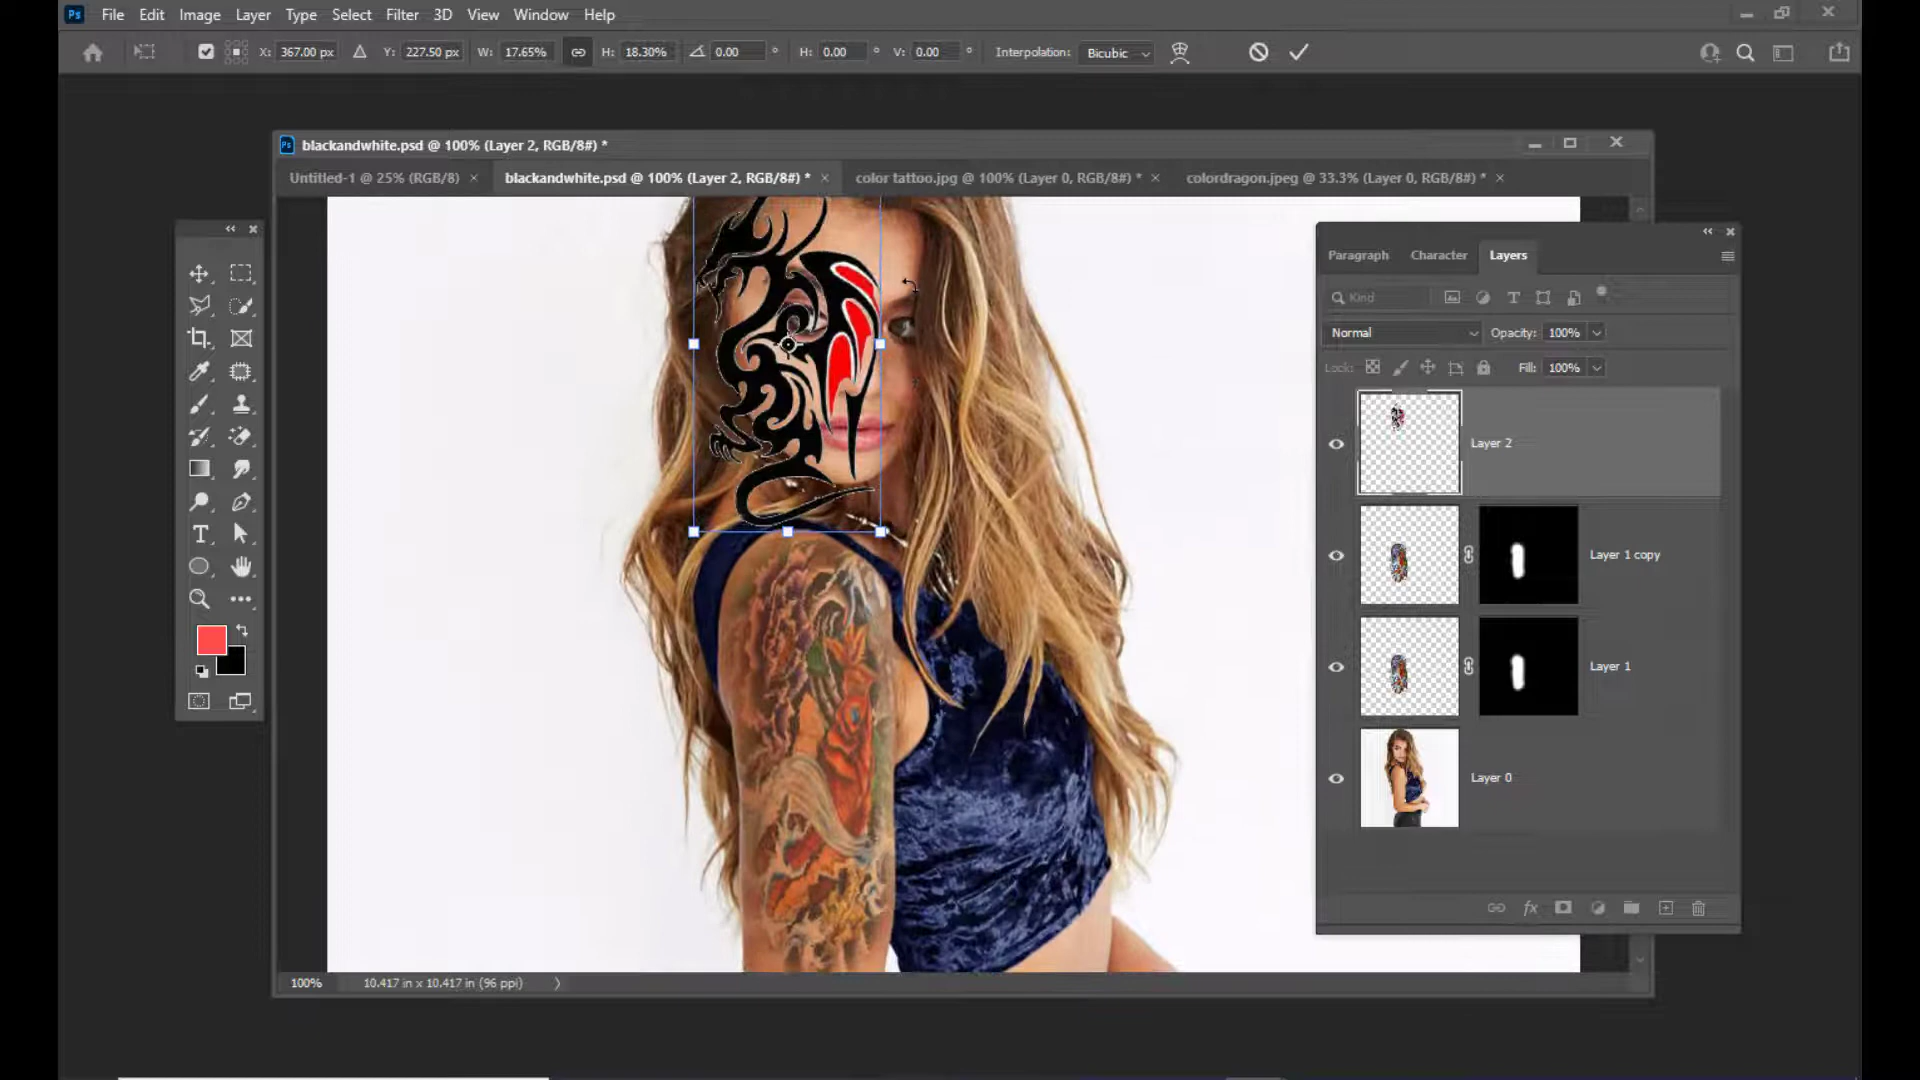 Ps File Edit Image Layer Type Select Filter 3D View Window Help
X: 367.00 px Y: 227.50 px W: 17.65% H: 18.30% 0.00 ° H: 0.00 ° V: 0.00 ° Interpolation: Bicubic
Ps blackandwhite.psd @ 100% (Layer 2, RGB/8#) *
Untitled-1 @ 25% (RGB/8) × blackandwhite.psd @ 100% (Layer 2, RGB/8#) * × color tattoo.jpg @ 100% (Layer 0, RGB/8#) * × colordragon.jpeg @ 33.3% (Layer 0, RGB/8#) * ×
Paragraph Character Layers
Kind
Normal Opacity: 100%
Lock: Fill: 100%
Layer 2
Layer 1 copy
Layer 1
Layer 0
100% 10.417 in x 10.417 in (96 ppi)